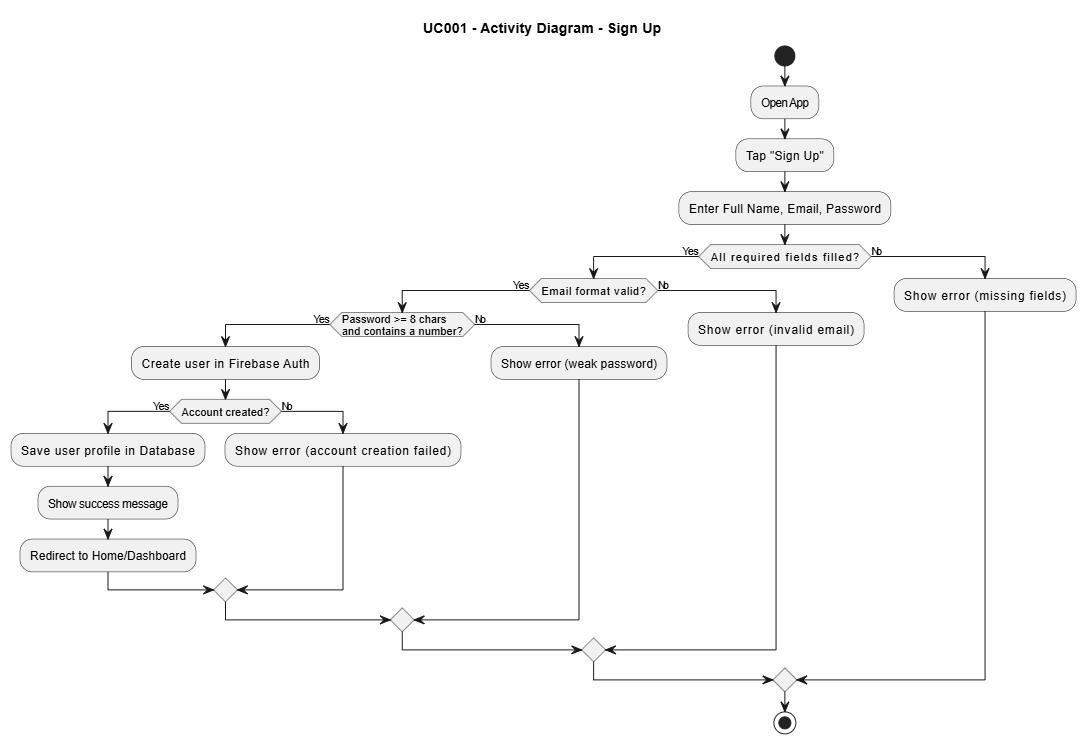 UC001 - Activity Diagram - Sign Up
Open App
Tap "Sign Up"
Enter Full Name, Email, Password
Yes
All required fields filled?
No
Yes
Email format valid?
No
Show error (missing fields)
Yes
Password >= 8 chars
and contains a number?
No
Show error (invalid email)
Create user in Firebase Auth
Show error (weak password)
Yes
Account created?
No
Save user profile in Database
Show error (account creation failed)
Show success message
Redirect to Home/Dashboard